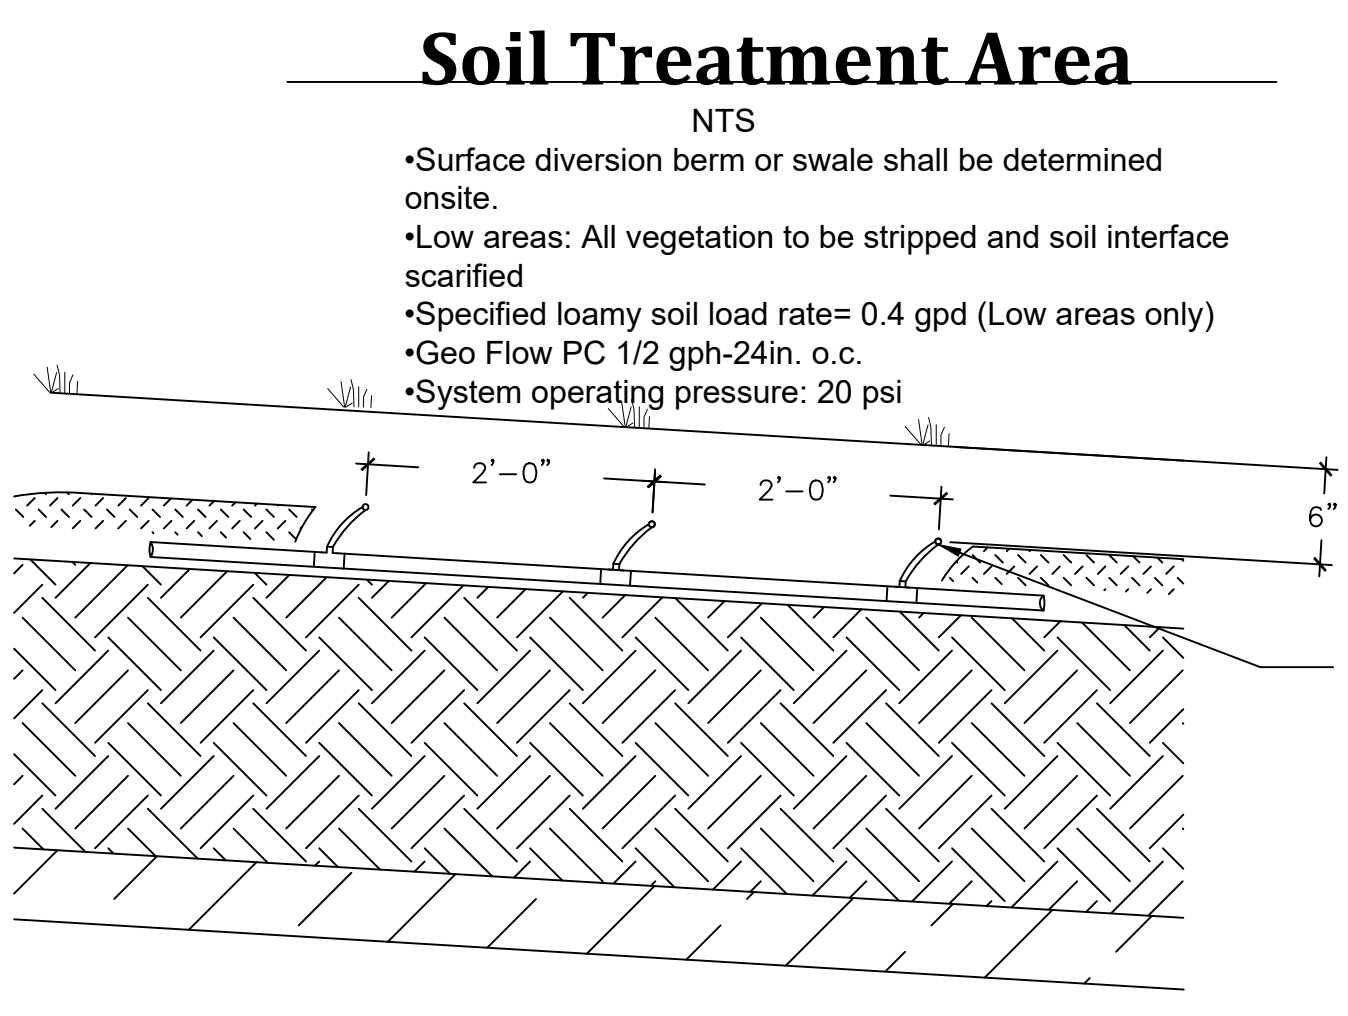 Soil Treatment Area
NTS
•Surface diversion berm or swale shall be determined
onsite.
•Low areas: All vegetation to be stripped and soil interface
scarified
•Specified loamy soil load rate= 0.4 gpd (Low areas only)
•Geo Flow PC 1/2 gph-24in. o.c.
•System operating pressure: 20 psi
2’–0”
2’–0”
6”